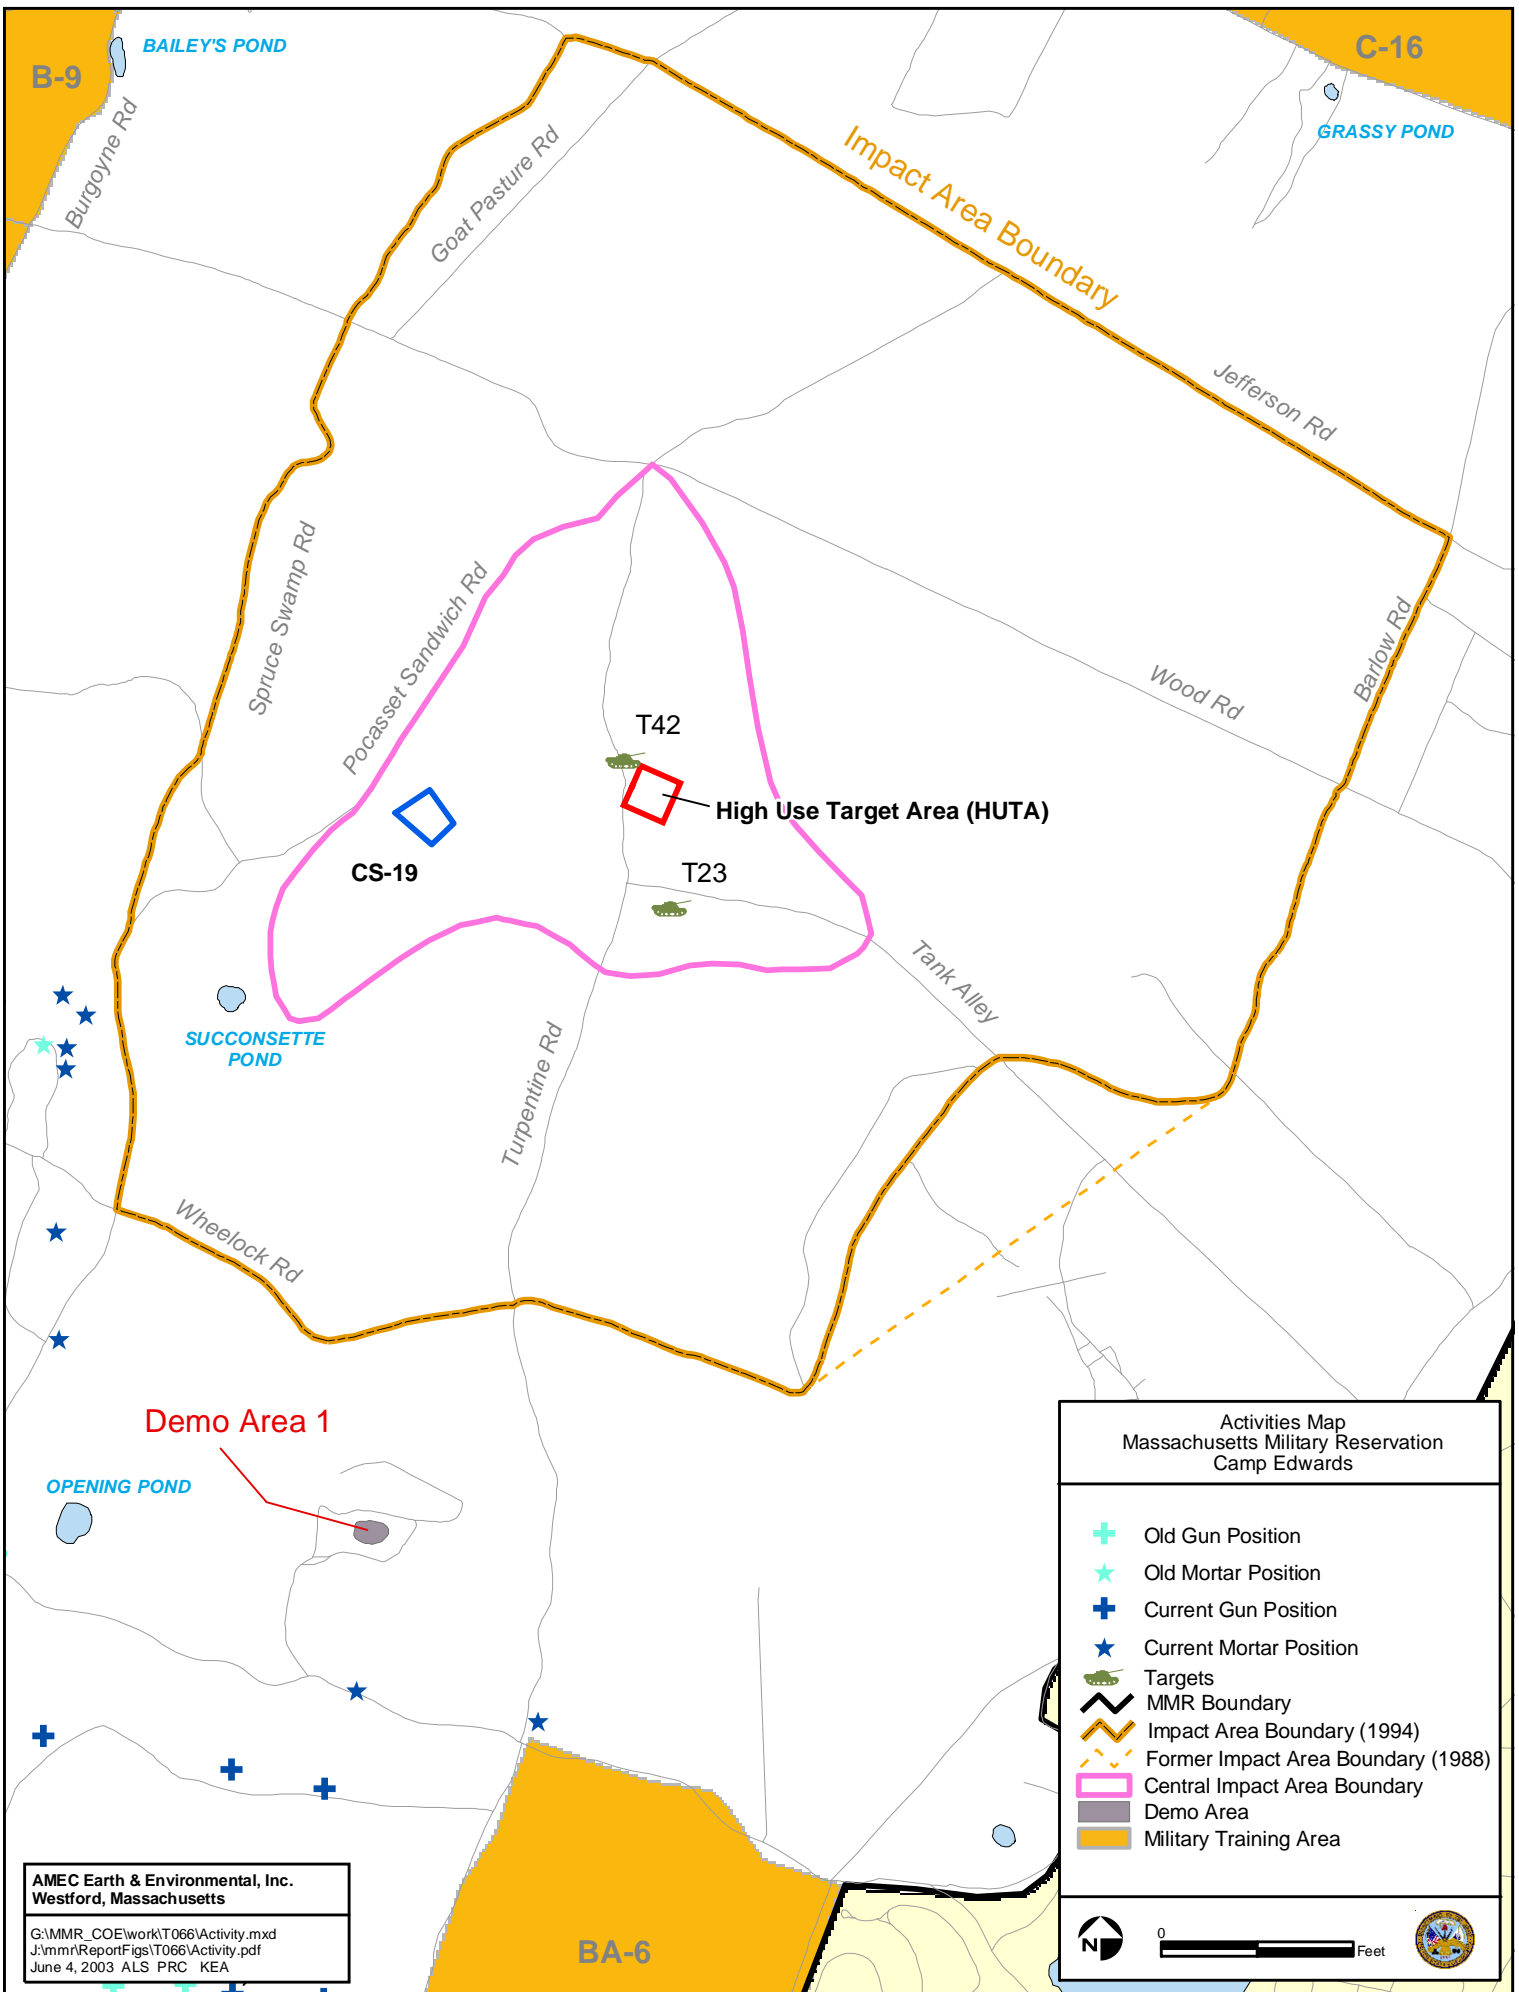 BAILEY'S POND
B-9
C-16
GRASSY POND
Burgoyne Rd
Goat Pasture Rd
Impact Area Boundary
Jefferson Rd
Spruce Swamp Rd
Pocasset Sandwich Rd
Barlow Rd
Wood Rd
T42
High Use Target Area (HUTA)
CS-19
T23
Tank Alley
SUCCONSETTE
POND
Turpentine Rd
Wheelock Rd
Demo Area 1
OPENING POND
BA-6
Activities Map
Massachusetts Military Reservation
Camp Edwards
Old Gun Position
Old Mortar Position
Current Gun Position
Current Mortar Position
Targets
MMR Boundary
Impact Area Boundary (1994)
Former Impact Area Boundary (1988)
Central Impact Area Boundary
Demo Area
Military Training Area
N
0
Feet
AMEC Earth & Environmental, Inc.
Westford, Massachusetts
G:\MMR_COE\work\T066\Activity.mxd
J:\mmr\ReportFigs\T066\Activity.pdf
June 4, 2003 ALS PRC KEA